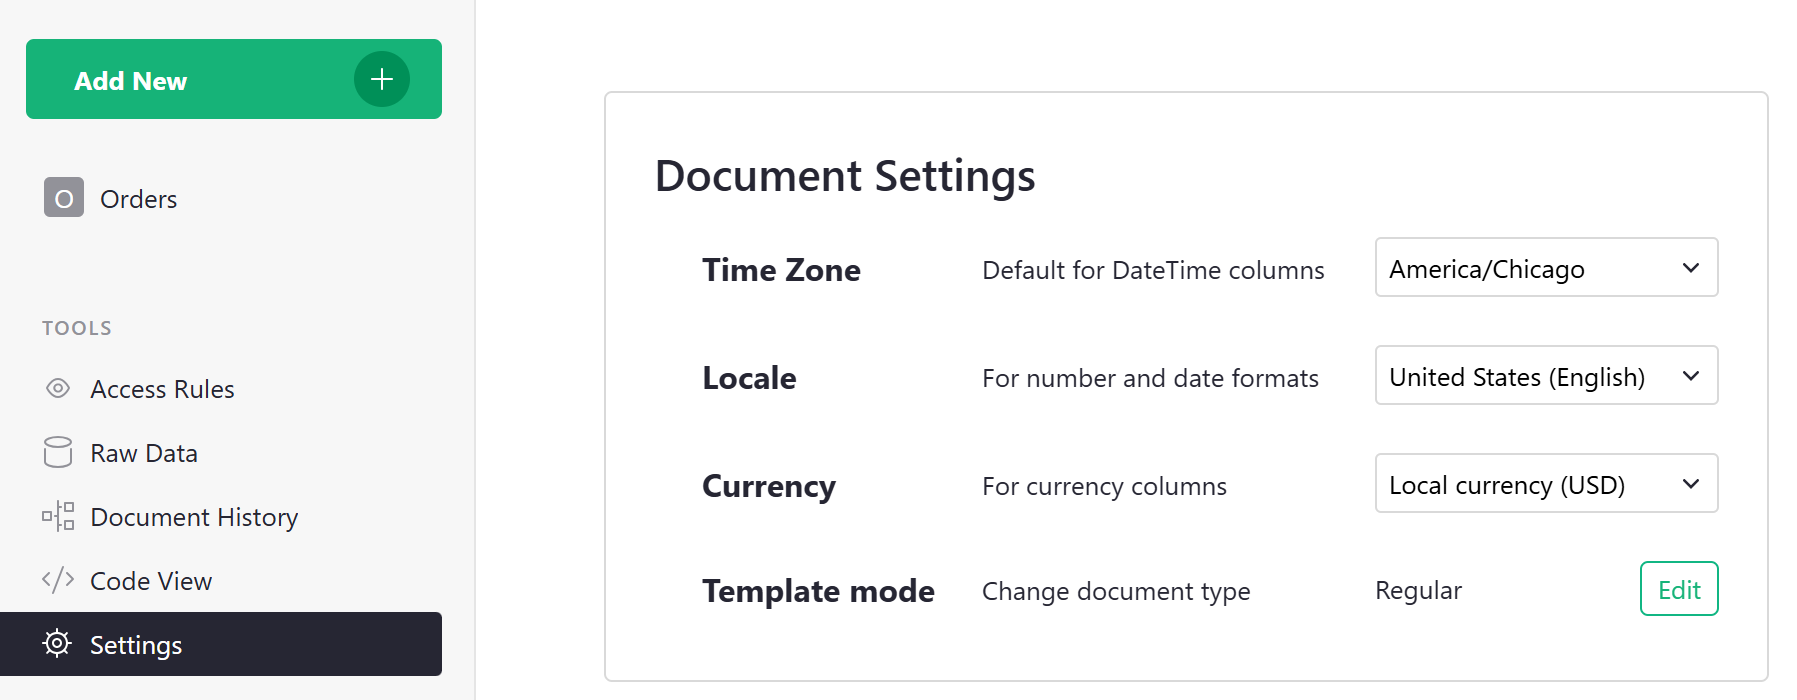 Add New
O Orders
TOOLS
Access Rules
Raw Data
Document History
Code View
Settings
Document Settings
Time Zone Default for DateTime columns America/Chicago
Locale For number and date formats United States (English)
Currency For currency columns Local currency (USD)
Template mode Change document type Regular Edit